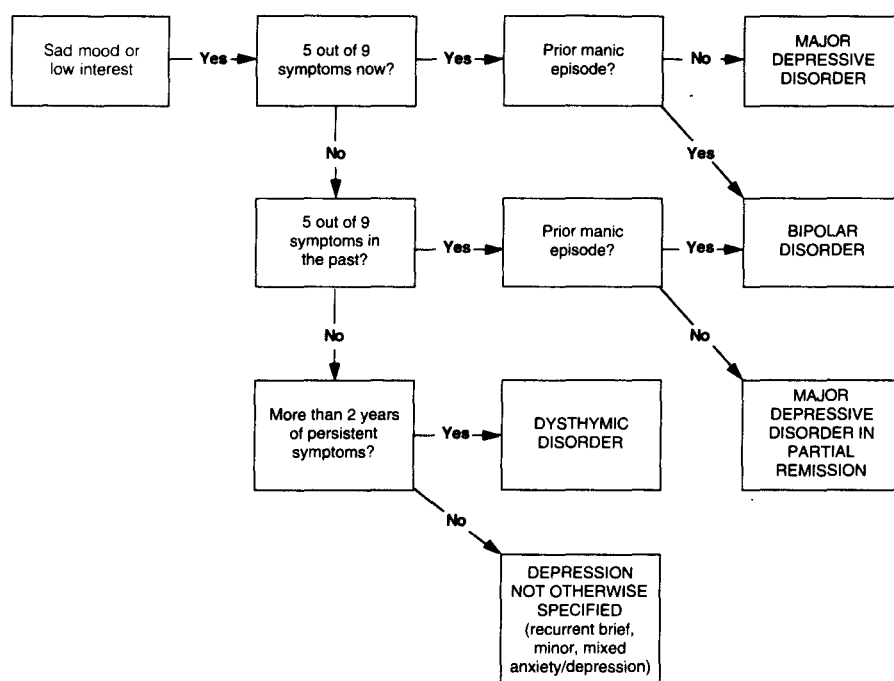 Sad mood or
low interest
Yes
5 out of 9
symptoms now?
Yes
Prior manic
episode?
No
MAJOR
DEPRESSIVE
DISORDER
No
Yes
5 out of 9
symptoms in
the past?
Yes
Prior manic
episode?
Yes
BIPOLAR
DISORDER
No
No
More than 2 years
of persistent
symptoms?
Yes
DYSTHYMIC
DISORDER
MAJOR
DEPRESSIVE
DISORDER IN
PARTIAL
REMISSION
No
DEPRESSION
NOT OTHERWISE
SPECIFIED
(recurrent brief,
minor, mixed
anxiety/depression)